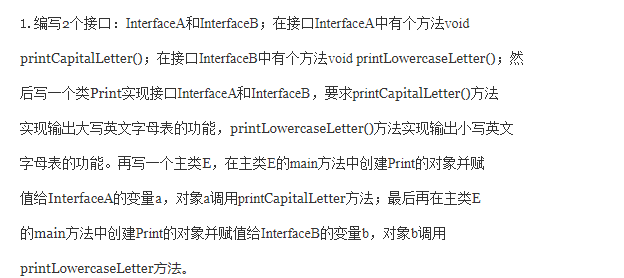 1. 编写2个接口：InterfaceA和InterfaceB；在接口InterfaceA中有个方法void
printCapitalLetter()；在接口InterfaceB中有个方法void printLowercaseLetter()；然
后写一个类Print实现接口InterfaceA和InterfaceB，要求printCapitalLetter()方法
实现输出大写英文字母表的功能，printLowercaseLetter()方法实现输出小写英文
字母表的功能。再写一个主类E，在主类E的main方法中创建Print的对象并赋
值给InterfaceA的变量a，对象a调用printCapitalLetter方法；最后再在主类E
的main方法中创建Print的对象并赋值给InterfaceB的变量b，对象b调用
printLowercaseLetter方法。